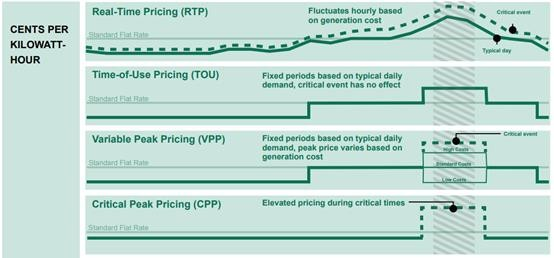 CENTS PER
KILOWATT-
HOUR
Real-Time Pricing (RTP)
Fluctuates hourly based
on generation cost
Critical event
Standard Flat Rate
Typical day
Time-of-Use Pricing (TOU)
Fixed periods based on typical daily
demand, critical event has no effect
Standard Flat Rate
Variable Peak Pricing (VPP)
Fixed periods based on typical daily
demand, peak price varies based on
generation cost
Critical event
High Costs
Standard Flat Rate
Standard Costs
Low Costs
Critical Peak Pricing (CPP)
Elevated pricing during critical times
Standard Flat Rate